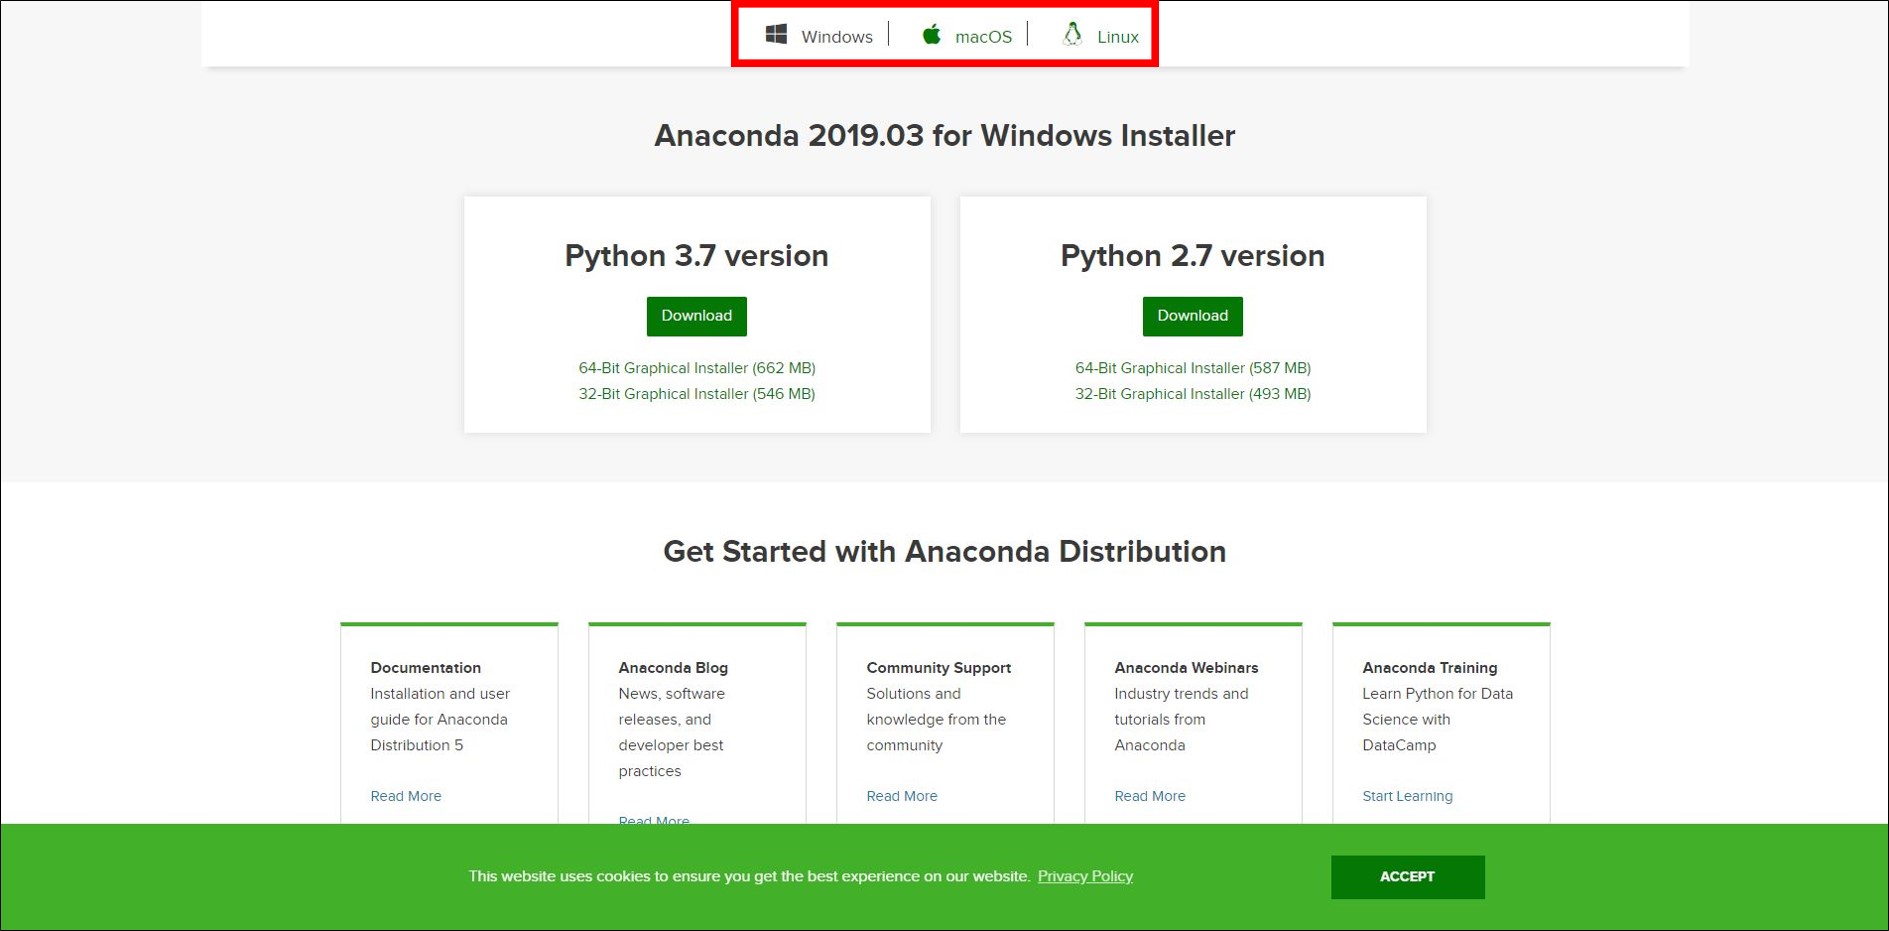 Windows | macOS | Linux
Anaconda 2019.03 for Windows Installer
Python 3.7 version
Download
64-Bit Graphical Installer (662 MB)
32-Bit Graphical Installer (546 MB)
Python 2.7 version
Download
64-Bit Graphical Installer (587 MB)
32-Bit Graphical Installer (493 MB)
Get Started with Anaconda Distribution
Documentation
Installation and user
guide for Anaconda
Distribution 5
Read More
Anaconda Blog
News, software
releases, and
developer best
practices
Read More
Community Support
Solutions and
knowledge from the
community
Read More
Anaconda Webinars
Industry trends and
tutorials from
Anaconda
Read More
Anaconda Training
Learn Python for Data
Science with
DataCamp
Start Learning
This website uses cookies to ensure you get the best experience on our website. Privacy Policy
ACCEPT